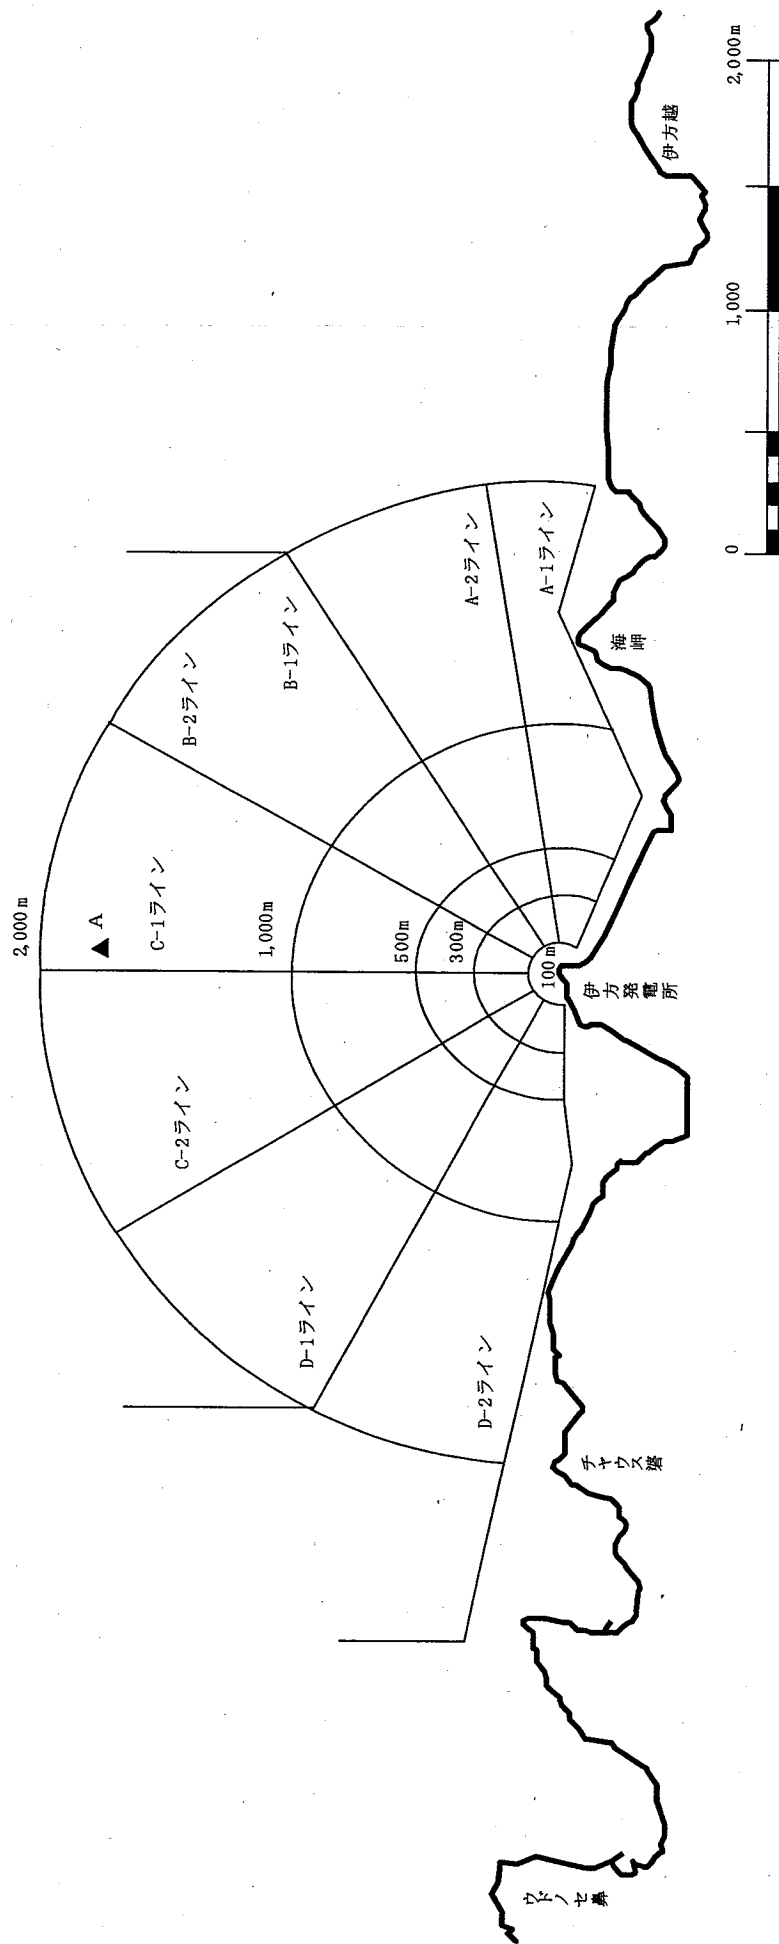 2,000m
A
C-1ライン
1,000m
500m
300m
100m
伊方発電所
B-2ライン
B-1ライン
A-2ライン
A-1ライン
C-2ライン
D-1ライン
D-2ライン
海岬
伊方越
チャウス碆
ウドノセ鼻
0
1,000
2,000m